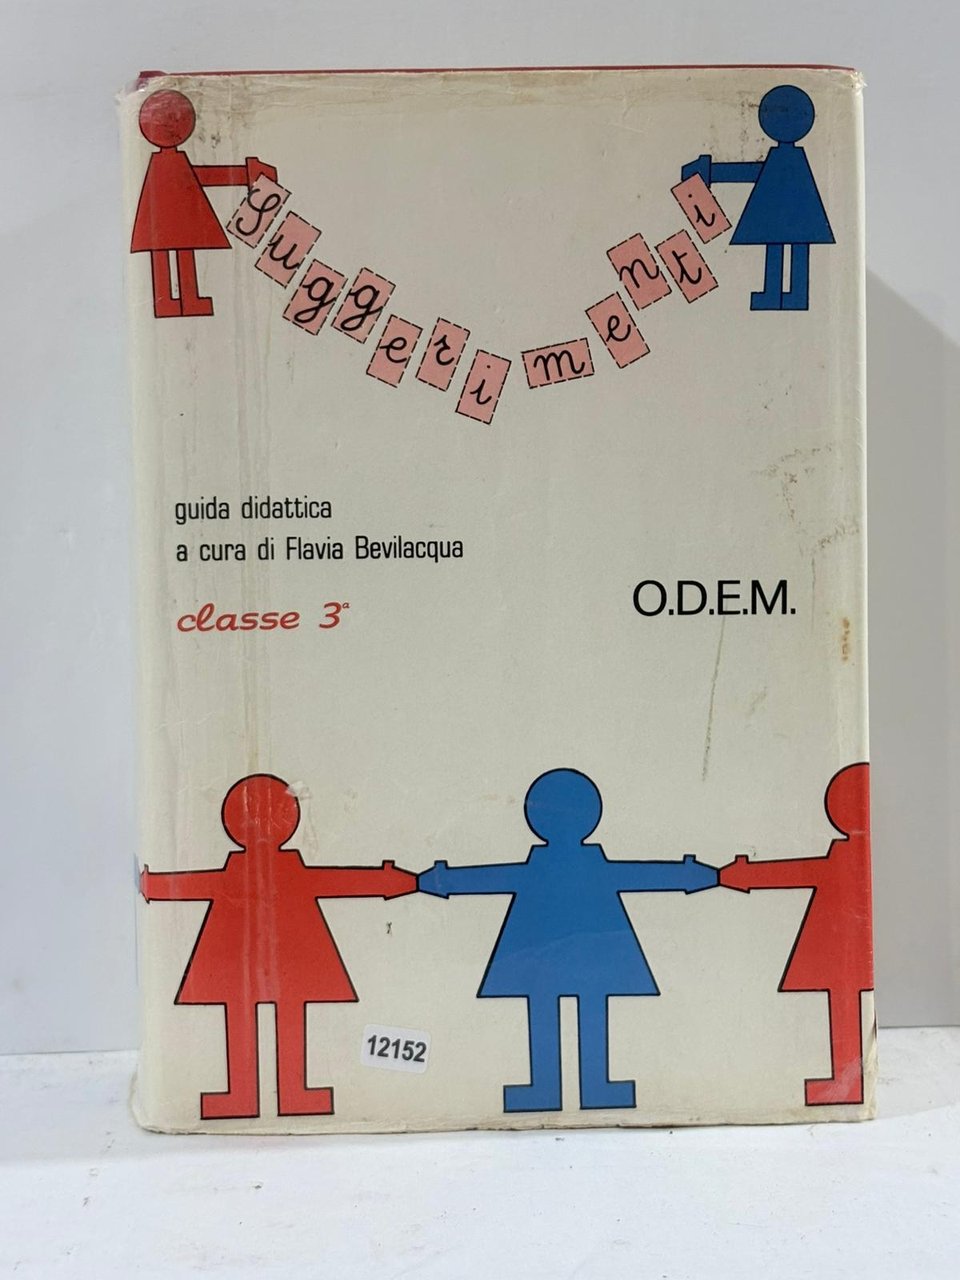 Suggerimenti
guida didattica
a cura di Flavia Bevilacqua
classe 3ª
O.D.E.M.
12152